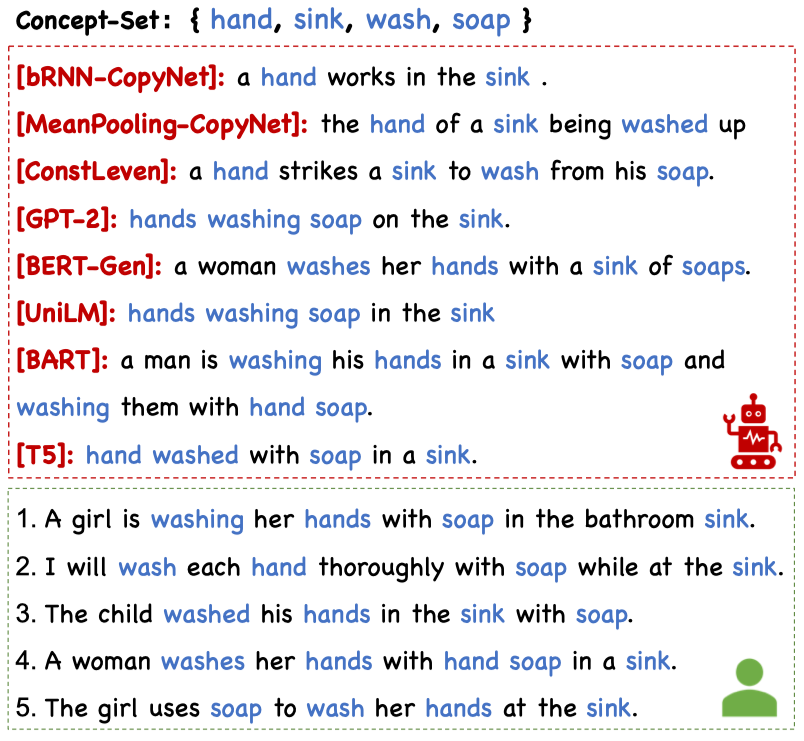 Concept-Set: { hand, sink, wash, soap }
[bRNN-CopyNet]: a hand works in the sink .
[MeanPooling-CopyNet]: the hand of a sink being washed up
[ConstLeven]: a hand strikes a sink to wash from his soap.
[GPT-2]: hands washing soap on the sink.
[BERT-Gen]: a woman washes her hands with a sink of soaps.
[UniLM]: hands washing soap in the sink
[BART]: a man is washing his hands in a sink with soap and
washing them with hand soap.
[T5]: hand washed with soap in a sink.
1. A girl is washing her hands with soap in the bathroom sink.
2. I will wash each hand thoroughly with soap while at the sink.
3. The child washed his hands in the sink with soap.
4. A woman washes her hands with hand soap in a sink.
5. The girl uses soap to wash her hands at the sink.